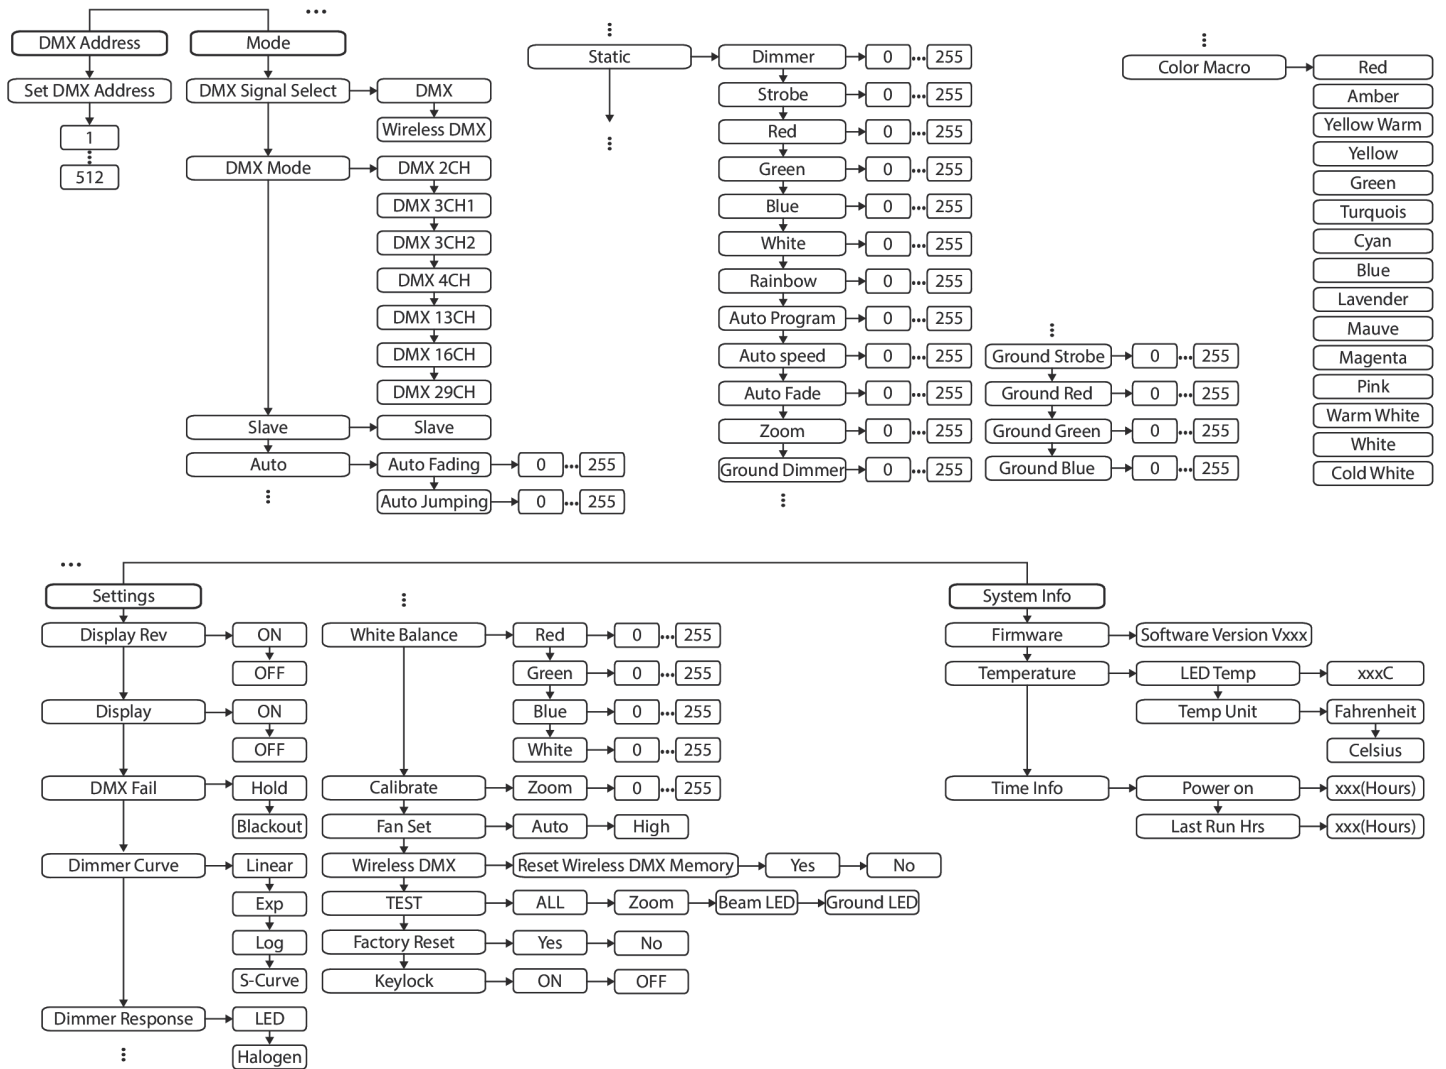 ...
DMX Address
Set DMX Address
1
512
Mode
DMX Signal Select
DMX
Wireless DMX
DMX Mode
DMX 2CH
DMX 3CH1
DMX 3CH2
DMX 4CH
DMX 13CH
DMX 16CH
DMX 29CH
Slave Slave
Auto
Auto Fading 0 ... 255
Auto Jumping 0 ... 255
Static
Dimmer 0 ... 255
Strobe 0 ... 255
Red 0 ... 255
Green 0 ... 255
Blue 0 ... 255
White 0 ... 255
Rainbow 0 ... 255
Auto Program 0 ... 255
Auto speed 0 ... 255
Auto Fade 0 ... 255
Zoom 0 ... 255
Ground Dimmer 0 ... 255
Ground Strobe 0 ... 255
Ground Red 0 ... 255
Ground Green 0 ... 255
Ground Blue 0 ... 255
Color Macro
Red
Amber
Yellow Warm
Yellow
Green
Turquois
Cyan
Blue
Lavender
Mauve
Magenta
Pink
Warm White
White
Cold White
...
Settings
Display Rev
ON
OFF
Display
ON
OFF
DMX Fail
Hold
Blackout
Dimmer Curve
Linear
Exp
Log
S-Curve
Dimmer Response
LED
Halogen
White Balance
Red 0 ... 255
Green 0 ... 255
Blue 0 ... 255
White 0 ... 255
Calibrate Zoom 0 ... 255
Fan Set Auto High
Wireless DMX Reset Wireless DMX Memory Yes No
TEST ALL Zoom Beam LED Ground LED
Factory Reset Yes No
Keylock ON OFF
System Info
Firmware Software Version Vxxx
Temperature
LED Temp xxxC
Temp Unit Fahrenheit
Celsius
Time Info
Power on xxx(Hours)
Last Run Hrs xxx(Hours)